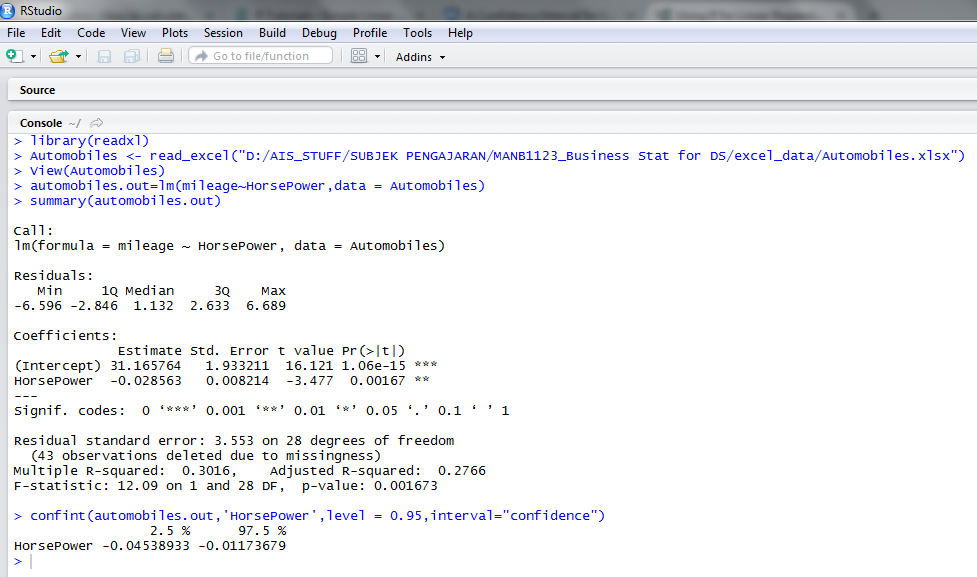 RStudio
File Edit Code View Plots Session Build Debug Profile Tools Help
Go to file/function Addins
Source
Console ~/
> library(readxl)
> Automobiles <- read_excel("D:/AIS_STUFF/SUBJEK PENGAJARAN/MANB1123_Business Stat for DS/excel_data/Automobiles.xlsx")
> View(Automobiles)
> automobiles.out=lm(mileage~HorsePower,data = Automobiles)
> summary(automobiles.out)
Call:
lm(formula = mileage ~ HorsePower, data = Automobiles)
Residuals:
   Min     1Q Median     3Q    Max
-6.596 -2.846  1.132  2.633  6.689
Coefficients:
             Estimate Std. Error t value Pr(>|t|)
(Intercept) 31.165764   1.933211  16.121 1.06e-15 ***
HorsePower  -0.028563   0.008214  -3.477  0.00167 **
---
Signif. codes:  0 ‘***’ 0.001 ‘**’ 0.01 ‘*’ 0.05 ‘.’ 0.1 ‘ ’ 1
Residual standard error: 3.553 on 28 degrees of freedom
  (43 observations deleted due to missingness)
Multiple R-squared:  0.3016,    Adjusted R-squared:  0.2766
F-statistic: 12.09 on 1 and 28 DF,  p-value: 0.001673
> confint(automobiles.out,'HorsePower',level = 0.95,interval="confidence")
                 2.5 %      97.5 %
HorsePower -0.04538933 -0.01173679
>